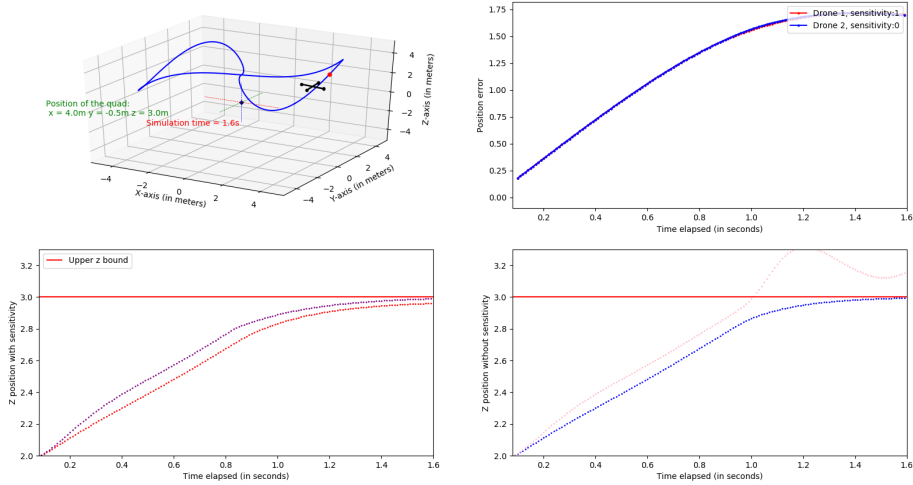 4
2
0
−2
−4
Z-axis (in meters)
Position of the quad:
x = 4.0m y = -0.5m z = 3.0m
Simulation time = 1.6s
−4
−2
0
2
4
X-axis (in meters)
−4
−2
0
2
4
Y-axis (in meters)
1.75
1.50
1.25
1.00
0.75
0.50
0.25
0.00
Position error
Drone 1, sensitivity:1
Drone 2, sensitivity:0
0.2 0.4 0.6 0.8 1.0 1.2 1.4 1.6
Time elapsed (in seconds)
Upper z bound
3.2
3.0
2.8
2.6
2.4
2.2
2.0
Z position with sensitivity
0.2 0.4 0.6 0.8 1.0 1.2 1.4 1.6
Time elapsed (in seconds)
3.2
3.0
2.8
2.6
2.4
2.2
2.0
Z position without sensitivity
0.2 0.4 0.6 0.8 1.0 1.2 1.4 1.6
Time elapsed (in seconds)